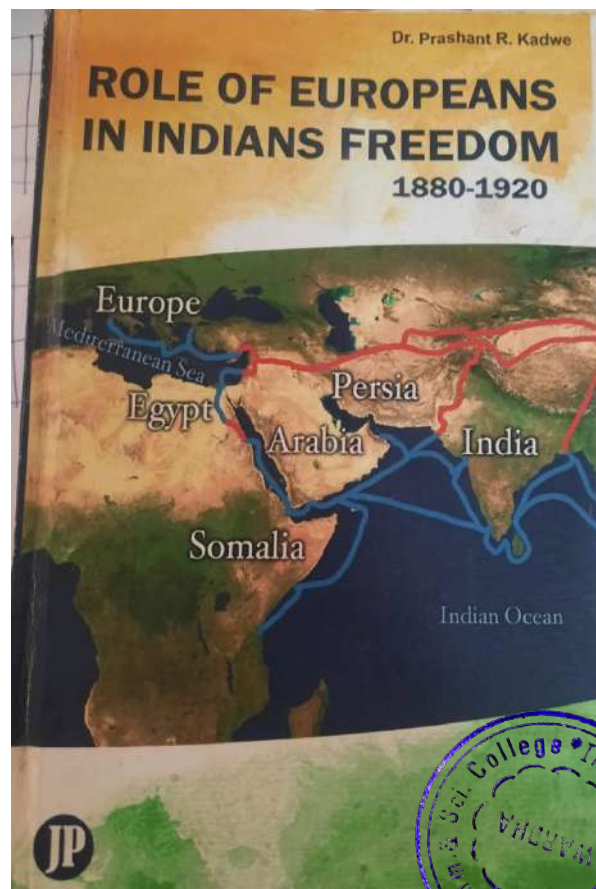 Dr. Prashant R. Kadwe
ROLE OF EUROPEANS
IN INDIANS FREEDOM
1880-1920
Europe
Mediterranean Sea
Persia
Egypt
Arabia
India
Somalia
Indian Ocean
JP
& Sci. College
WARDHA